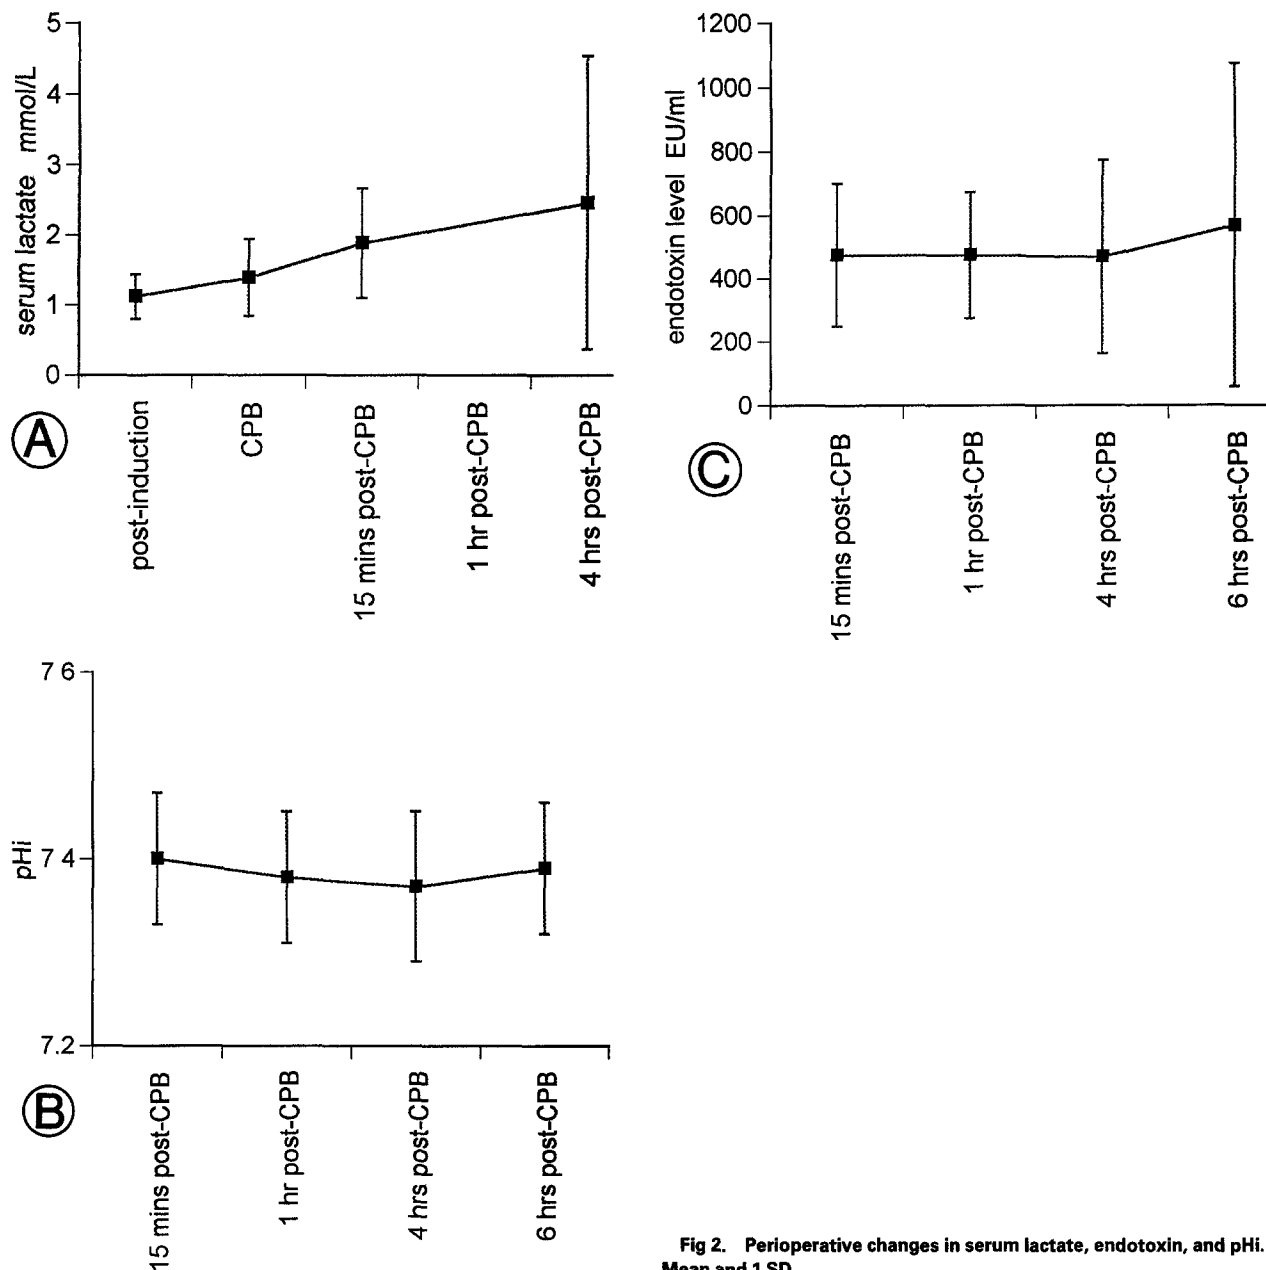 5
4
3
2
1
0
serum lactate mmol/L
post-induction
CPB
15 mins post-CPB
1 hr post-CPB
4 hrs post-CPB
A
1200
1000
800
600
400
200
0
endotoxin level EU/ml
15 mins post-CPB
1 hr post-CPB
4 hrs post-CPB
6 hrs post-CPB
C
7 6
7 4
7.2
pHi
15 mins post-CPB
1 hr post-CPB
4 hrs post-CPB
6 hrs post-CPB
B
Fig 2. Perioperative changes in serum lactate, endotoxin, and pHi.
Mean and 1 SD